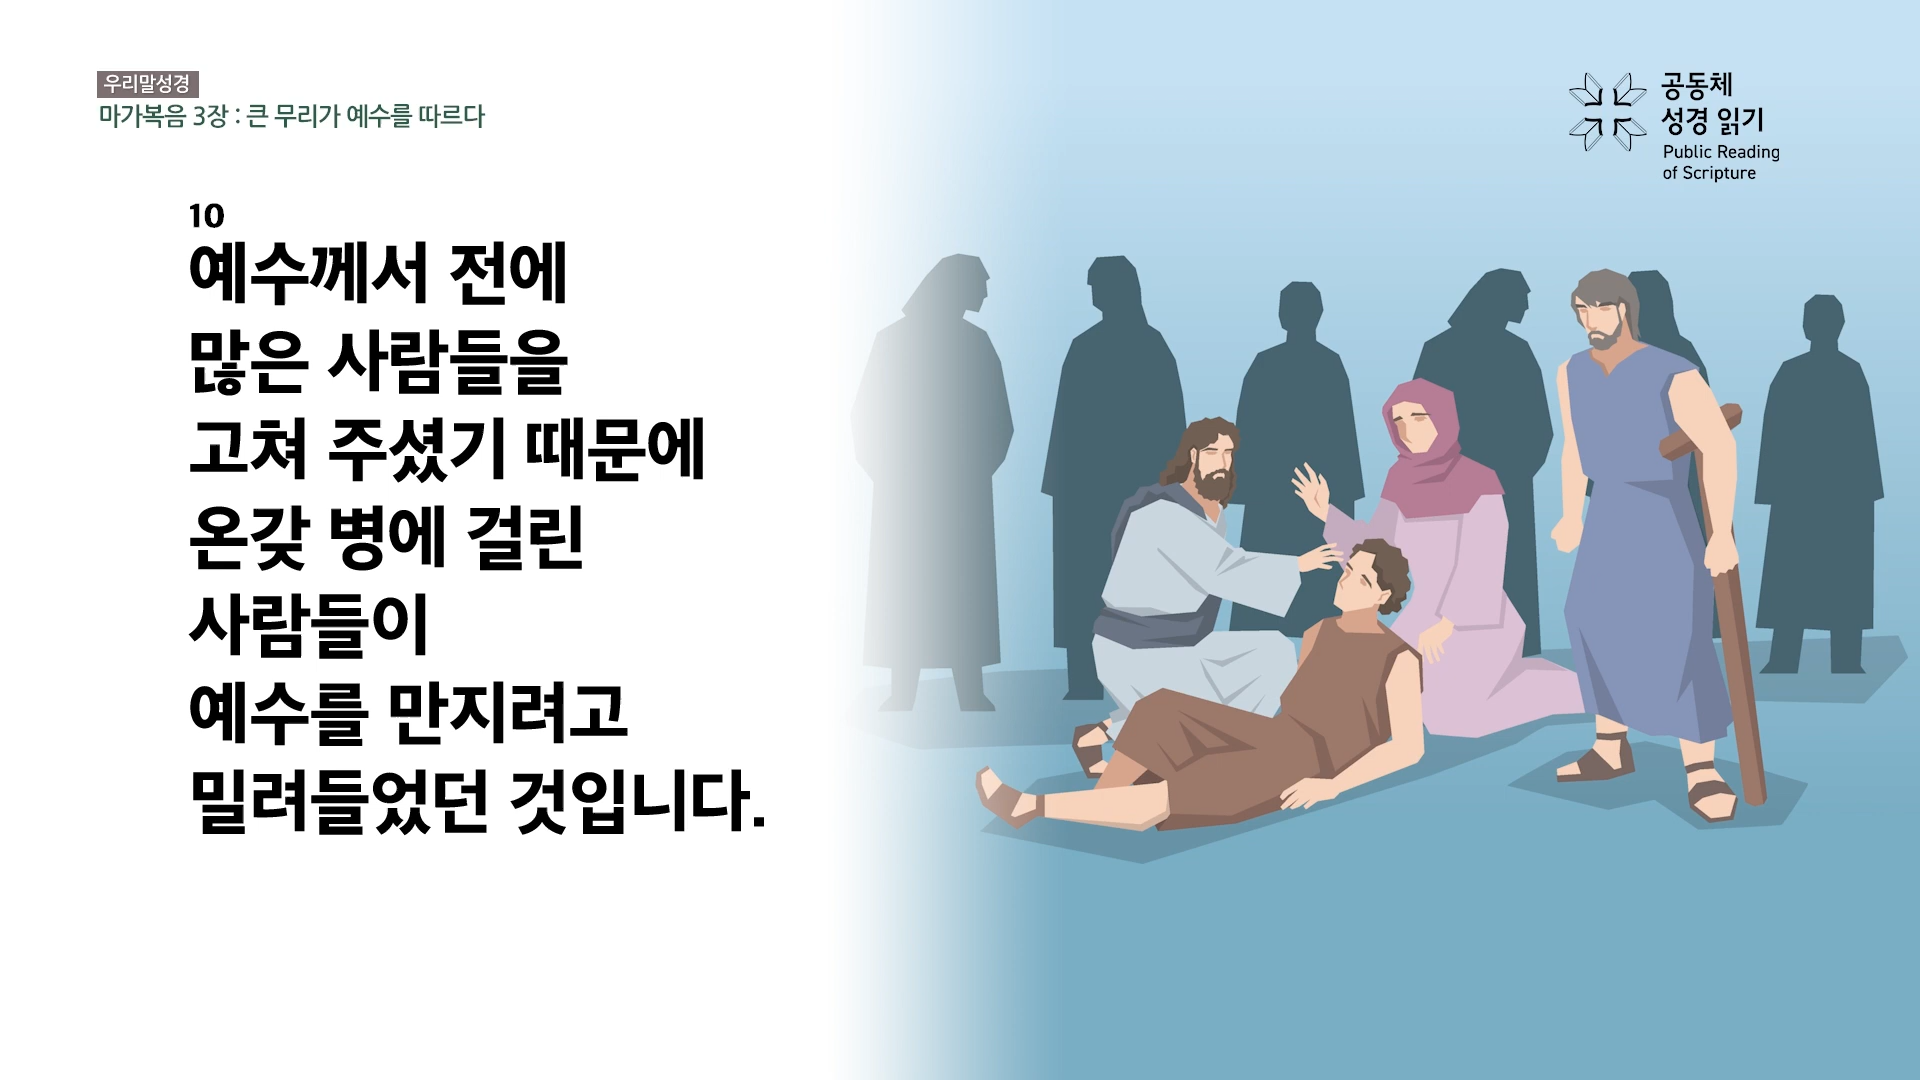 우리말성경
마가복음 3장 : 큰 무리가 예수를 따르다
공동체
성경 읽기
Public Reading
of Scripture
10
예수께서 전에
많은 사람들을
고쳐 주셨기 때문에
온갖 병에 걸린
사람들이
예수를 만지려고
밀려들었던 것입니다.